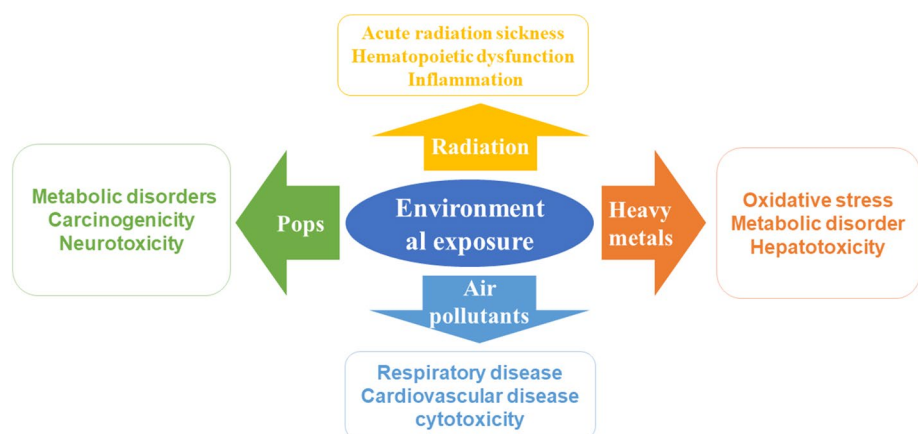 Acute radiation sickness
Hematopoietic dysfunction
Inflammation
Radiation
Metabolic disorders
Carcinogenicity
Neurotoxicity
Pops
Environment
al exposure
Heavy
metals
Oxidative stress
Metabolic disorder
Hepatotoxicity
Air
pollutants
Respiratory disease
Cardiovascular disease
cytotoxicity